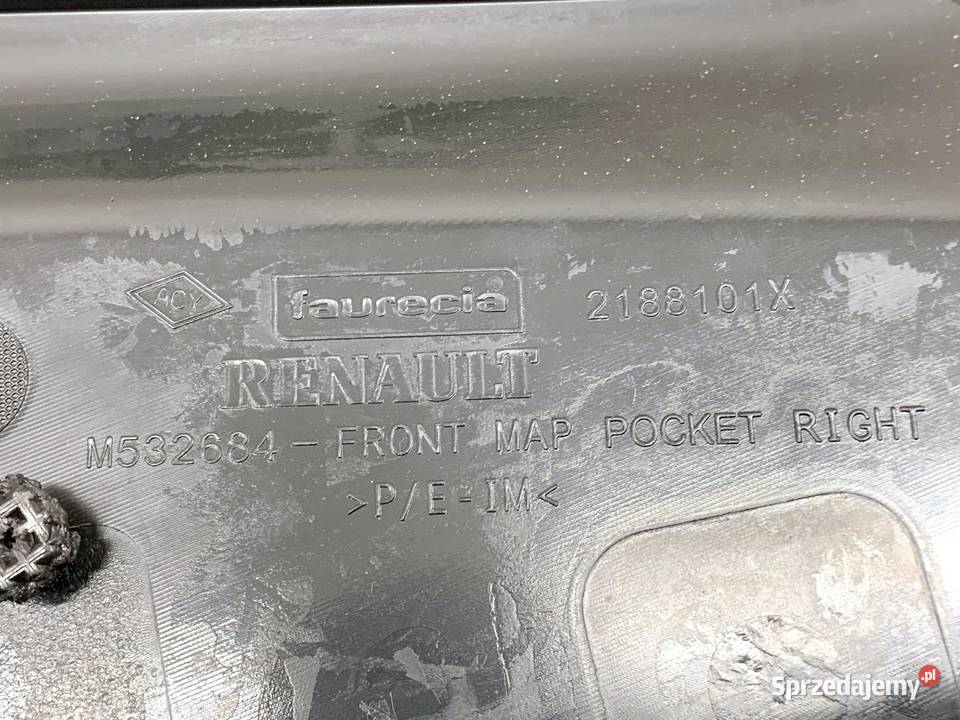 ACY faurecia 2188101X
RENAULT
M532684 - FRONT MAP POCKET RIGHT
>P/E-IM<
Sprzedajemy.pl